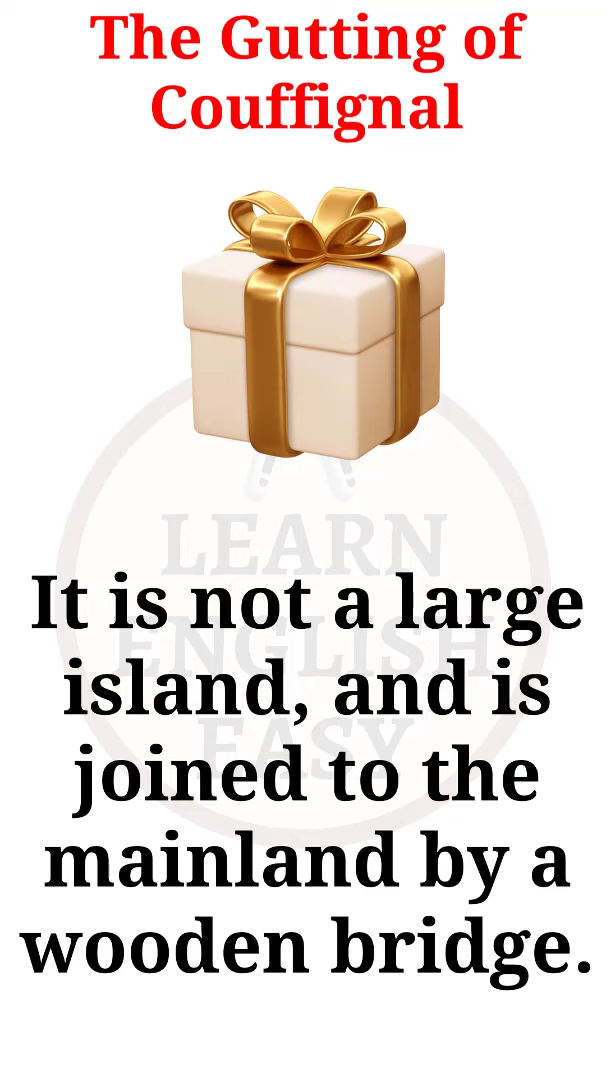 The Gutting of
Couffignal
LEARN
ENGLISH
EASY
It is not a large
island, and is
joined to the
mainland by a
wooden bridge.